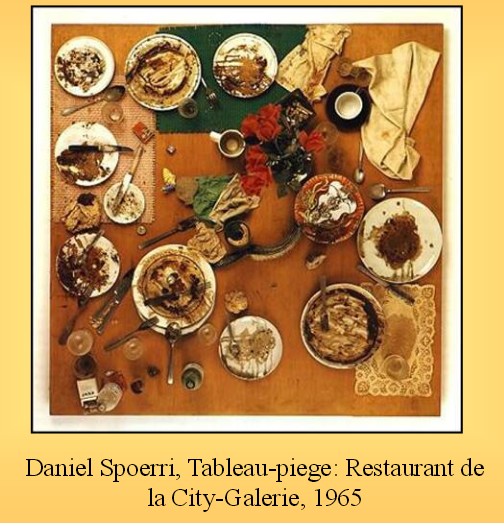 Daniel Spoerri, Tableau-piege: Restaurant de
la City-Galerie, 1965